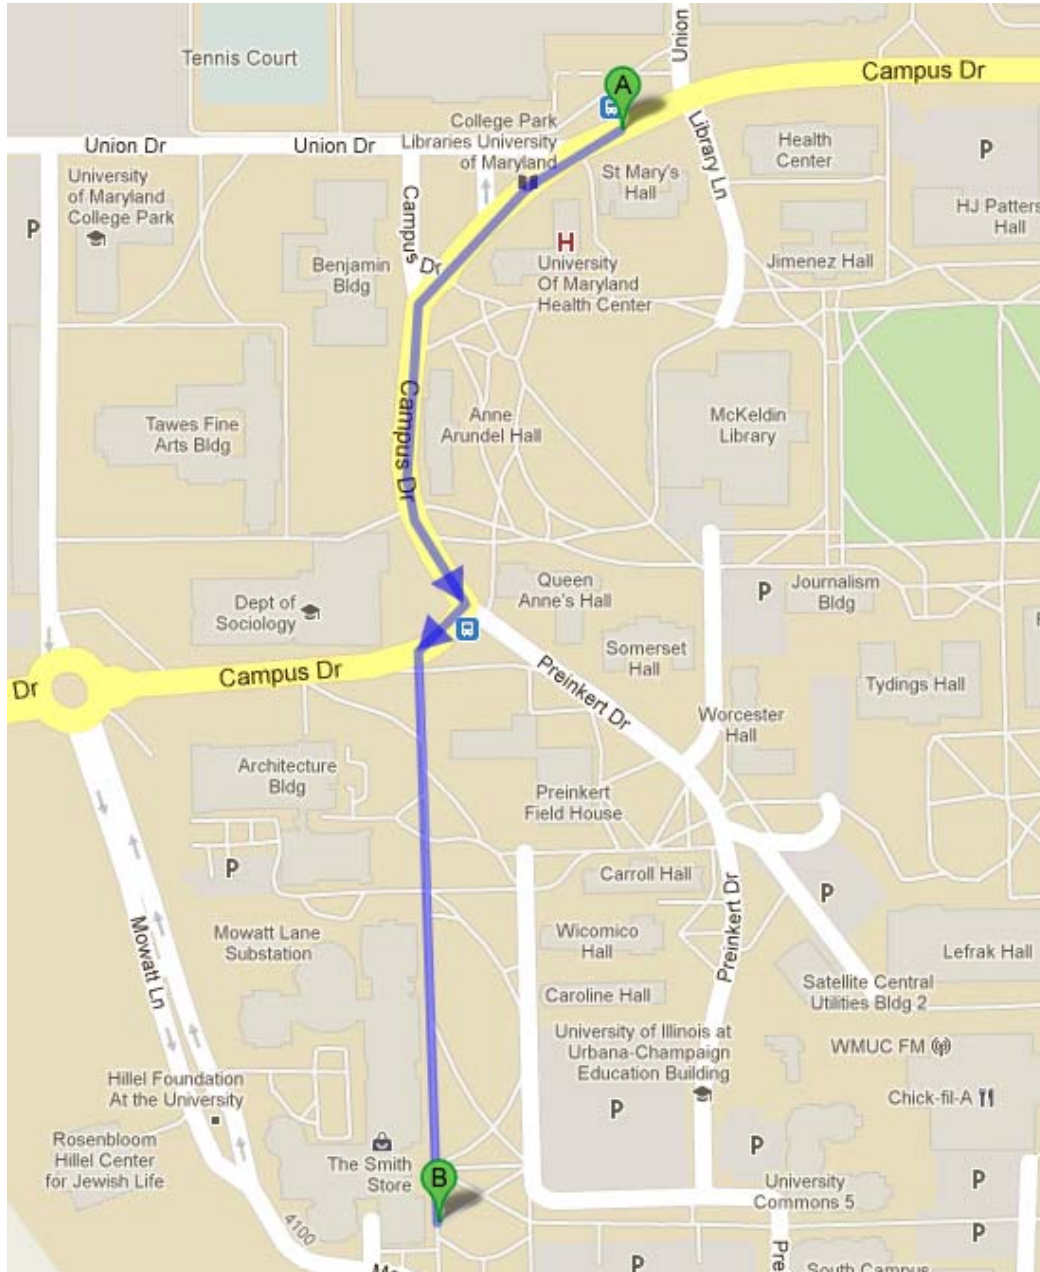 Union
Campus Dr
A
Tennis Court
College Park
Libraries University
of Maryland
Library Ln
Health
Center
P
Union Dr
Union Dr
St Mary's
Hall
University
of Maryland
College Park
P
Campus
Dr
HJ Patters
Hall
H
University
Of Maryland
Health Center
Benjamin
Bldg
Jimenez Hall
Campus Dr
Anne
Arundel Hall
McKeldin
Library
Tawes Fine
Arts Bldg
Queen
Anne's Hall
P
Journalism
Bldg
Dept of
Sociology
Somerset
Hall
Dr
Campus Dr
Preinkert Dr
Tydings Hall
Worcester
Hall
Architecture
Bldg
Preinkert
Field House
P
Carroll Hall
Preinkert Dr
P
Mowatt Ln
Mowatt Lane
Substation
Wicomico
Hall
Lefrak Hall
Caroline Hall
Satellite Central
Utilities Bldg 2
University of Illinois at
Urbana-Champaign
Education Building
WMUC FM
Hillel Foundation
At the University
P
Chick-fil-A
Rosenbloom
Hillel Center
for Jewish Life
The Smith
Store
B
P
University
Commons 5
P
4100
P
P
Pre
South Campus